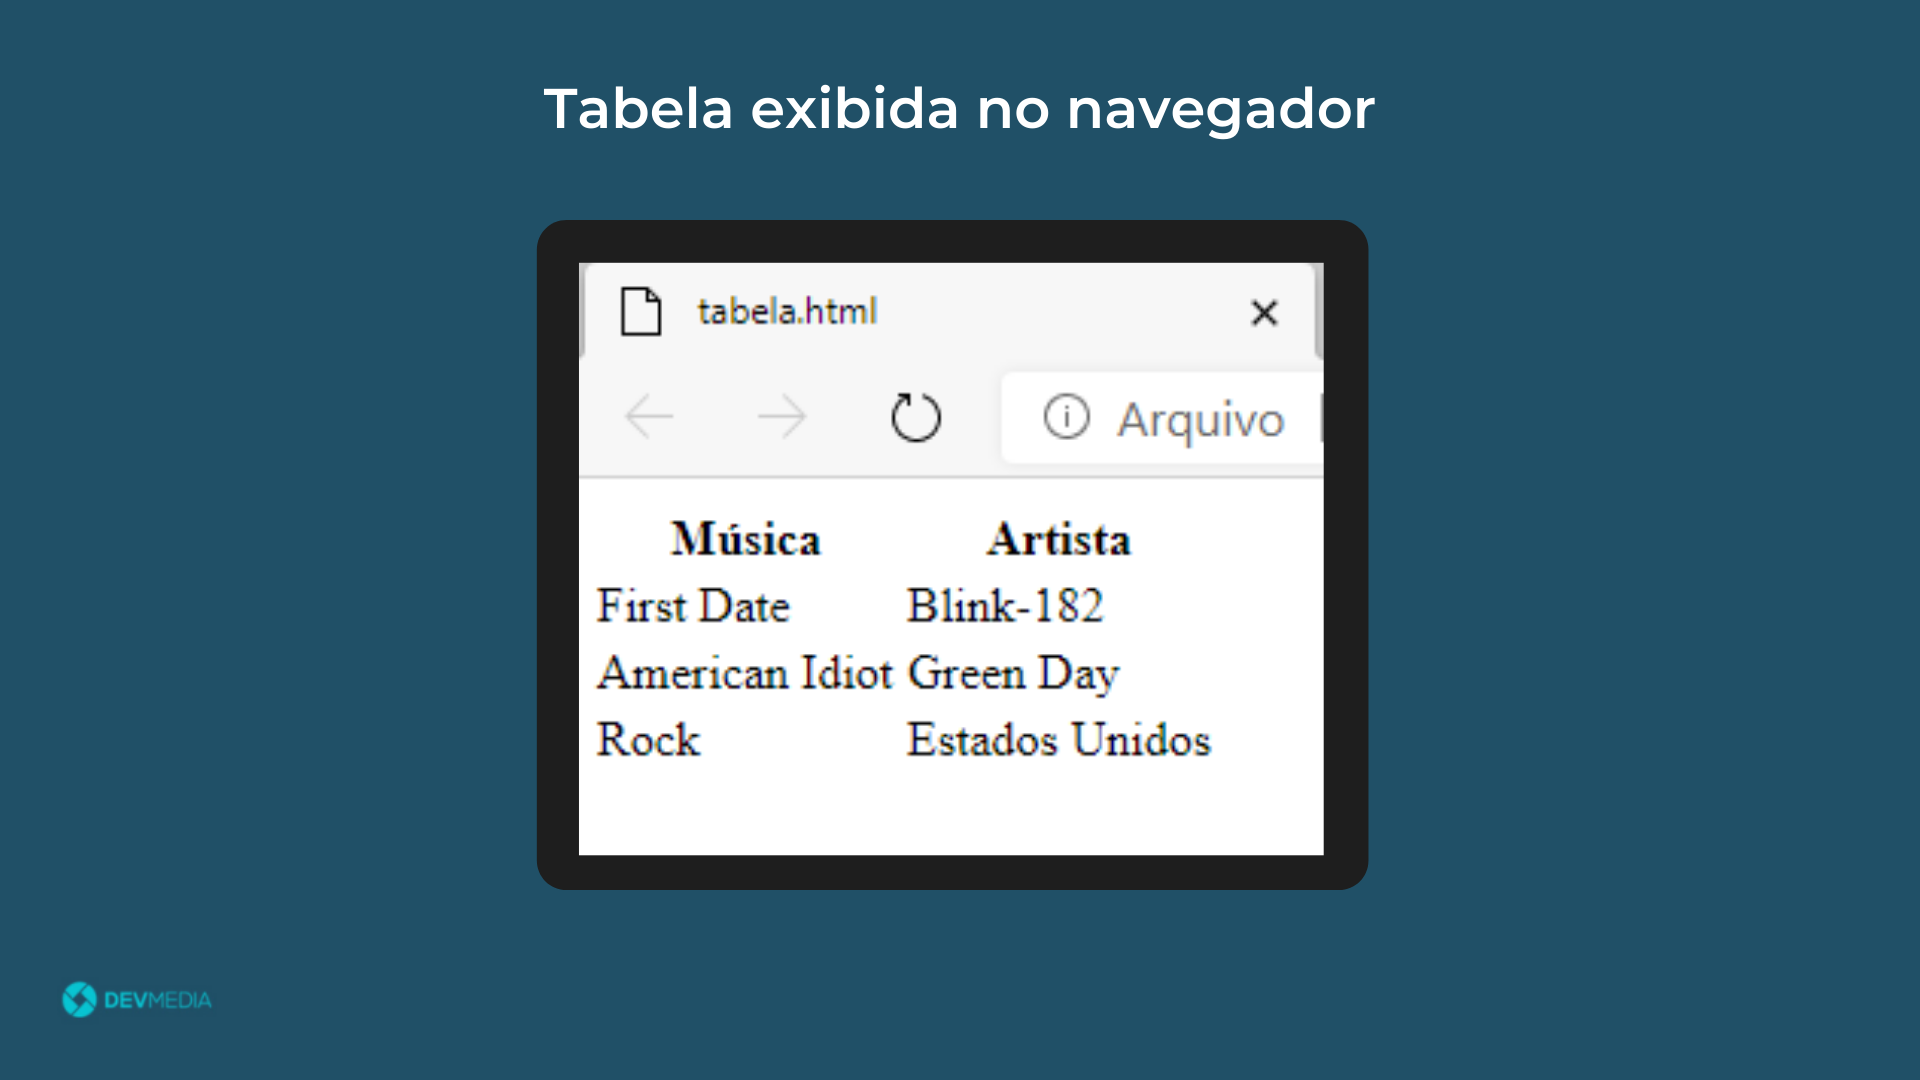 Tabela exibida no navegador
tabela.html
Arquivo
Música Artista
First Date Blink-182
American Idiot Green Day
Rock Estados Unidos
DEVMEDIA